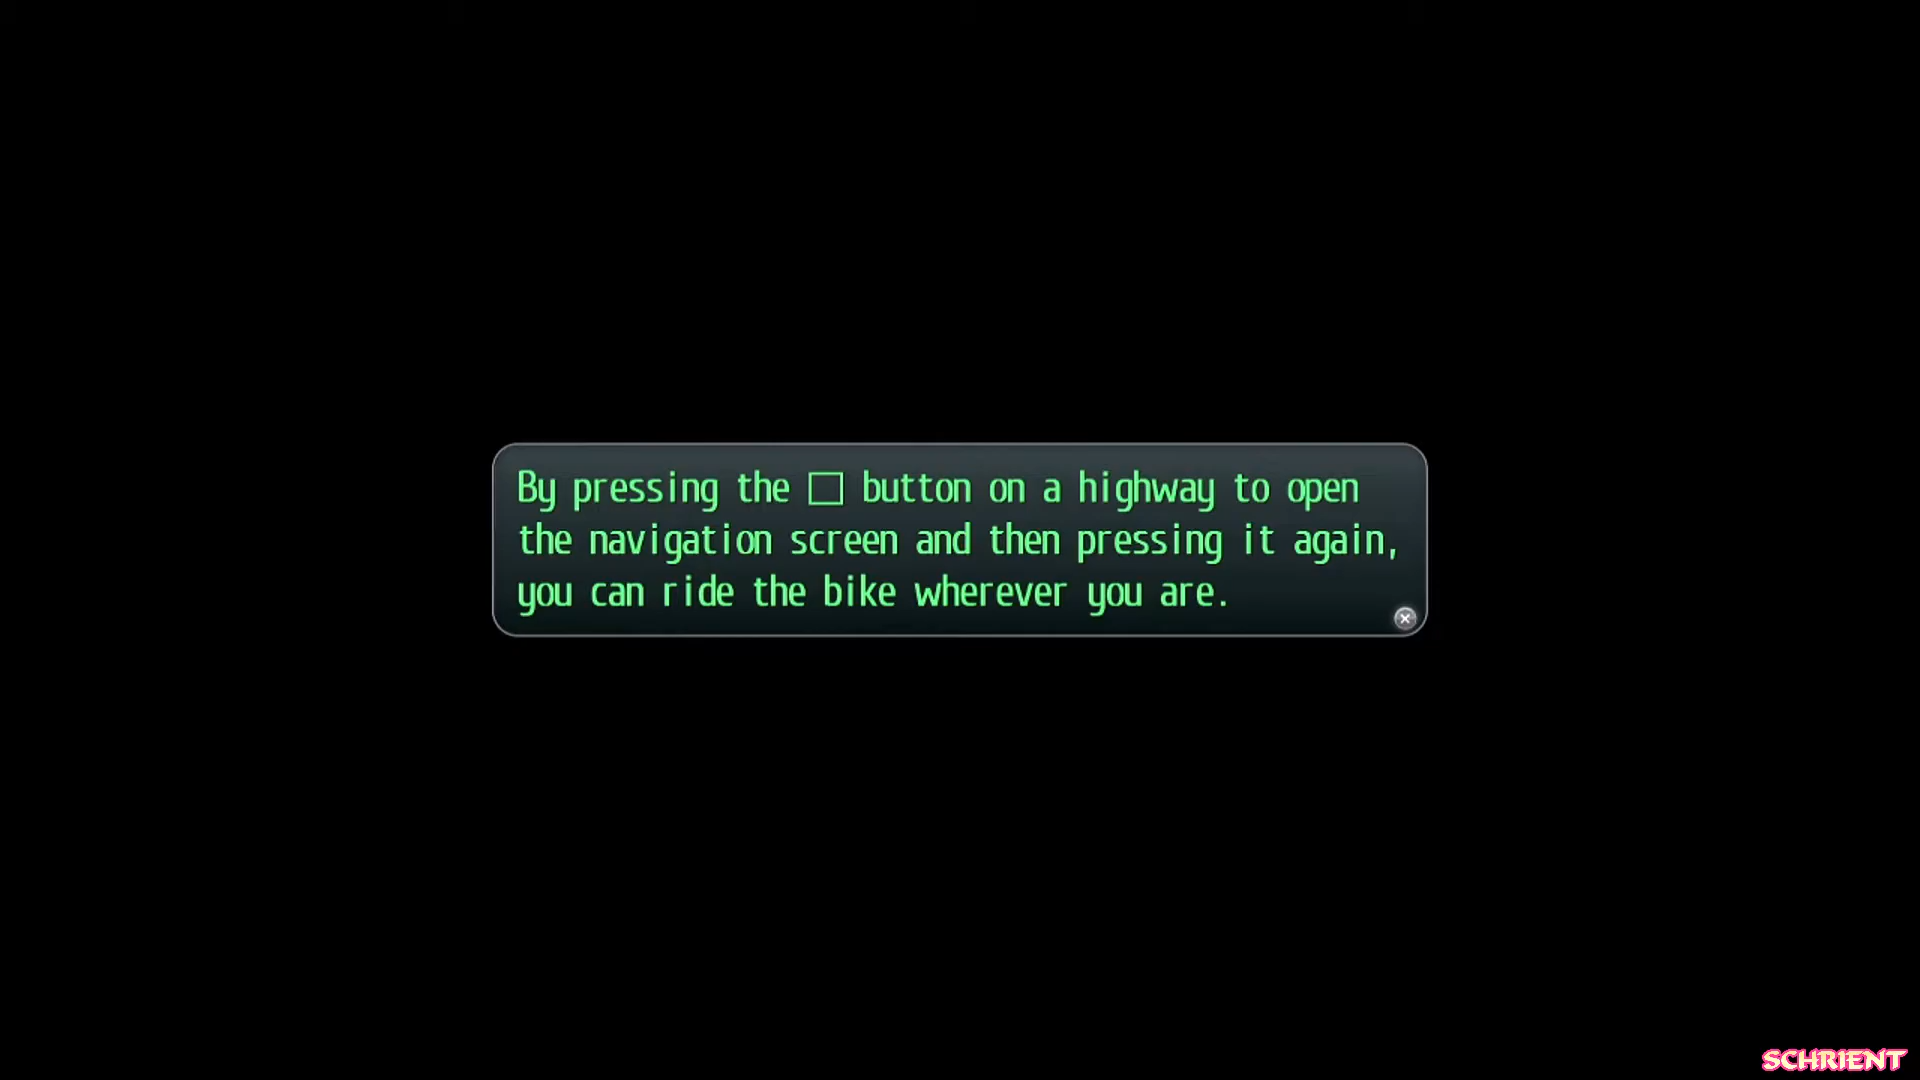 By pressing the □ button on a highway to open
the navigation screen and then pressing it again,
you can ride the bike wherever you are.
SCHRIENT